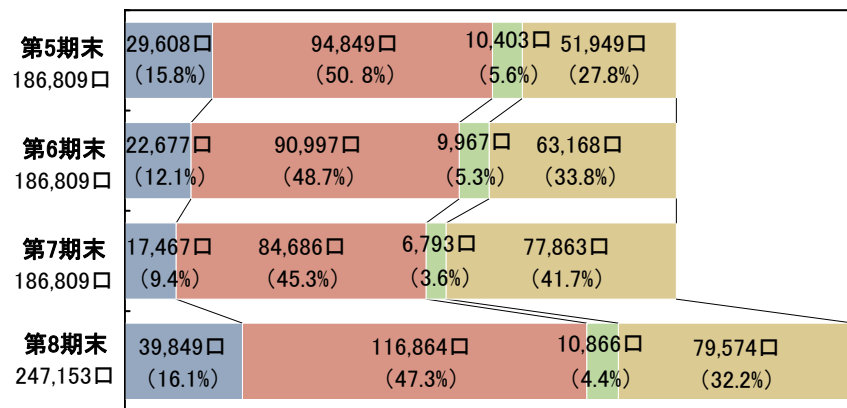 第5期末
186,809口
29,608口
(15.8%)
94,849口
(50. 8%)
10,403口
(5.6%)
51,949口
(27.8%)
第6期末
186,809口
22,677口
(12.1%)
90,997口
(48.7%)
9,967口
(5.3%)
63,168口
(33.8%)
第7期末
186,809口
17,467口
(9.4%)
84,686口
(45.3%)
6,793口
(3.6%)
77,863口
(41.7%)
第8期末
247,153口
39,849口
(16.1%)
116,864口
(47.3%)
10,866口
(4.4%)
79,574口
(32.2%)